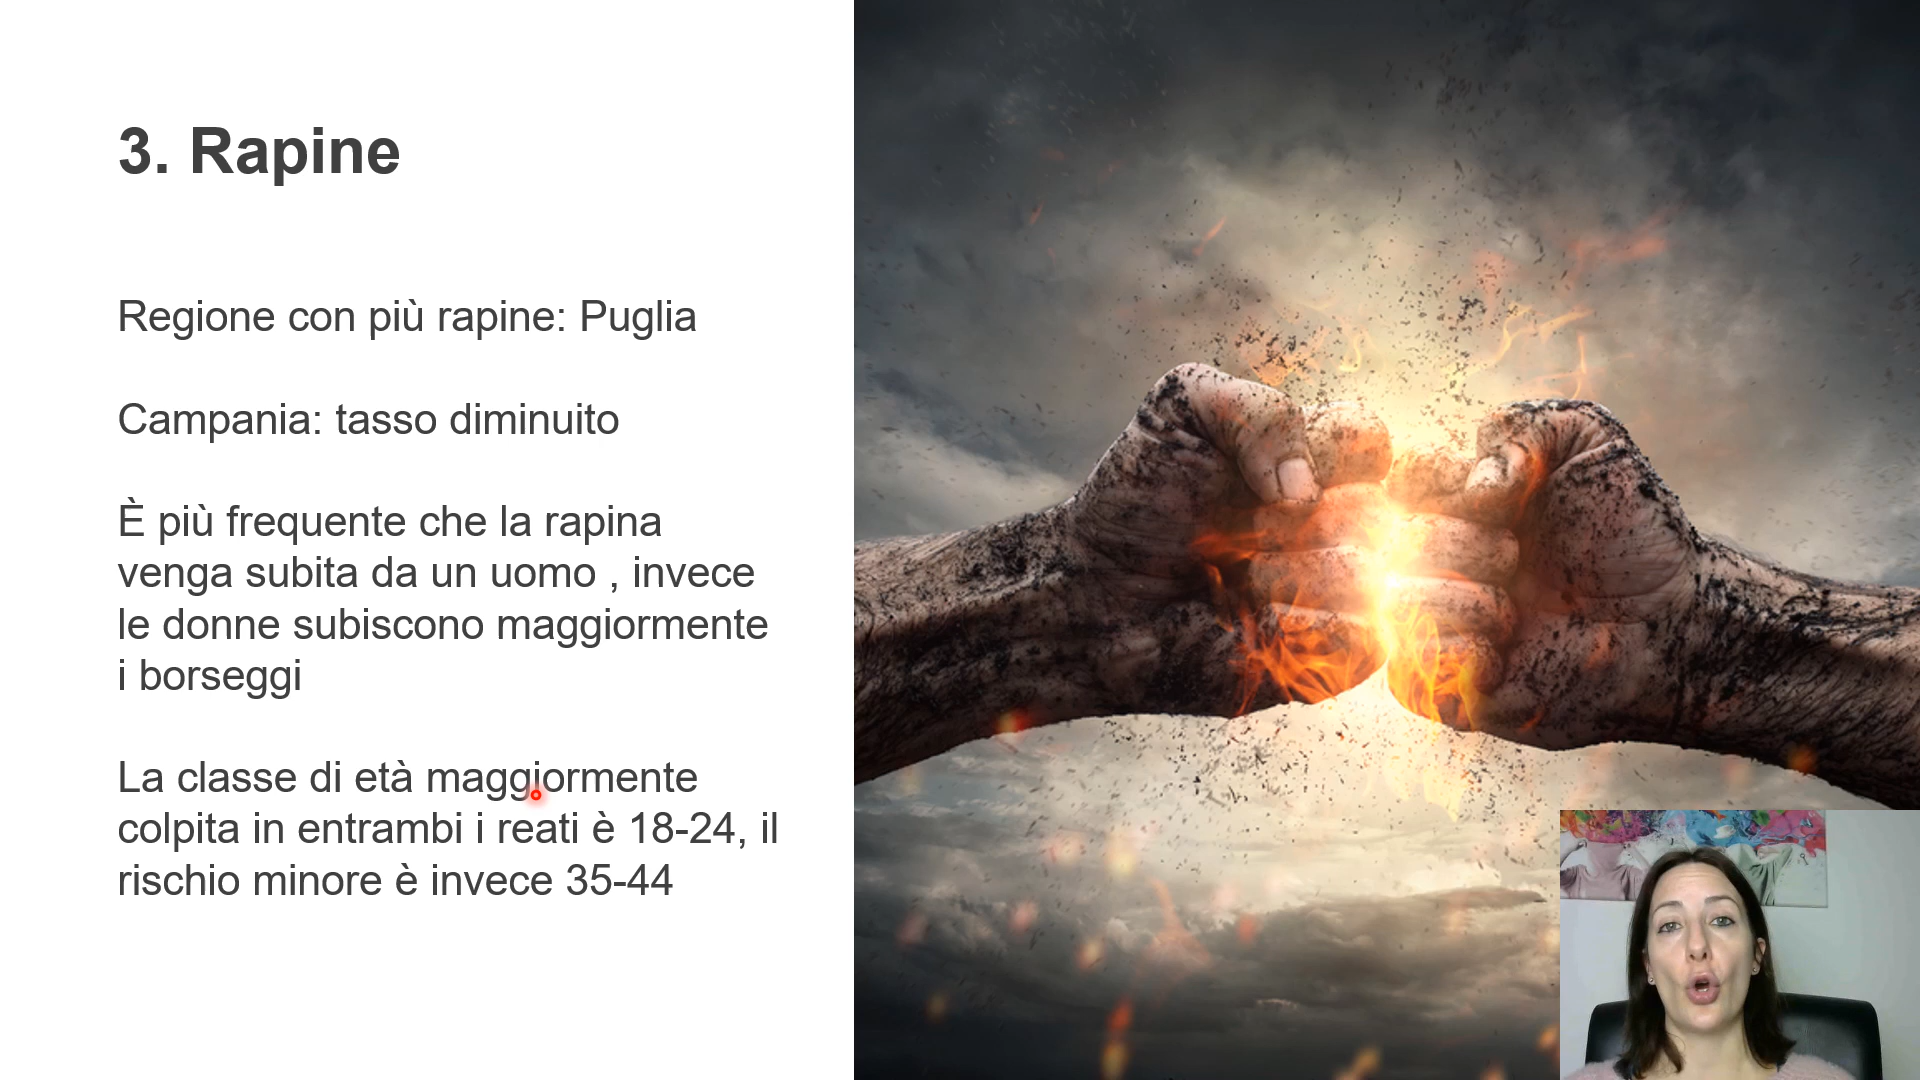 3. Rapine
Regione con più rapine: Puglia
Campania: tasso diminuito
È più frequente che la rapina
venga subita da un uomo , invece
le donne subiscono maggiormente
i borseggi
La classe di età maggiormente
colpita in entrambi i reati è 18-24, il
rischio minore è invece 35-44